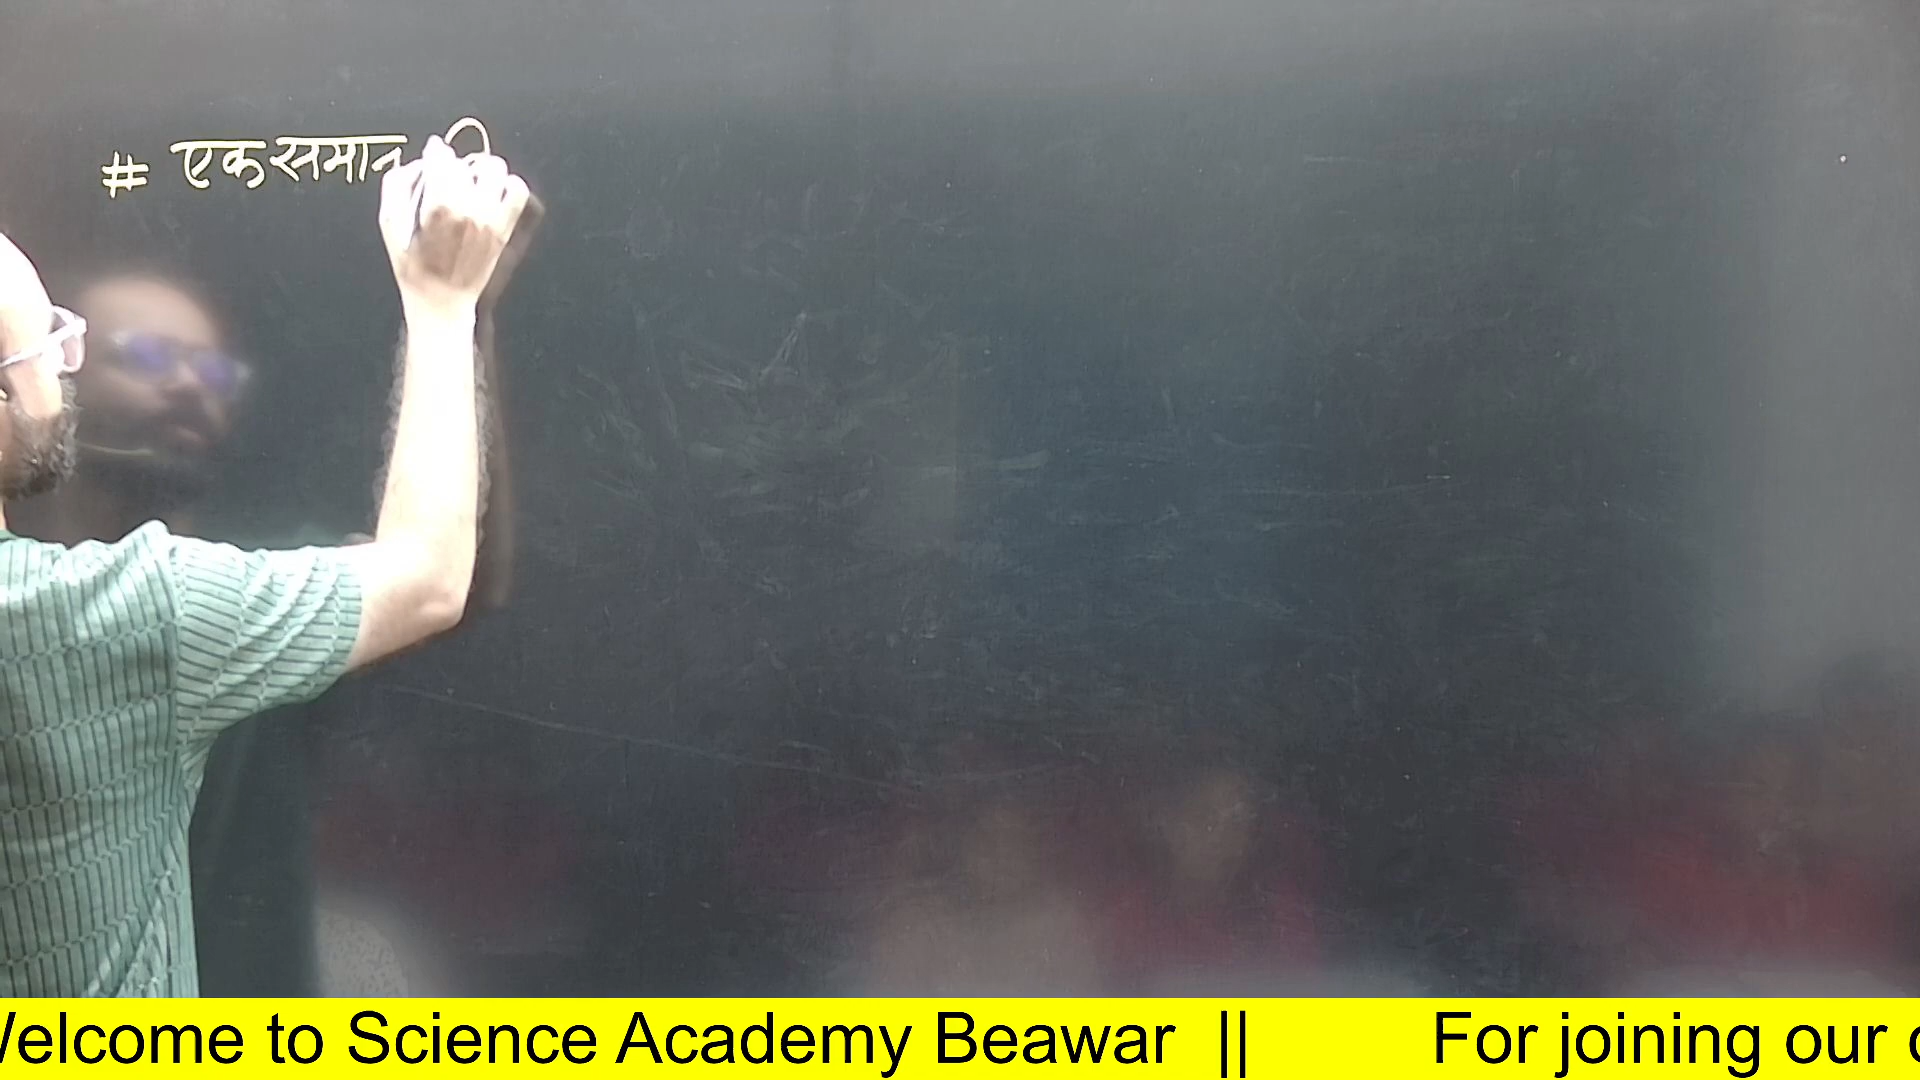 # एकसमान
Welcome to Science Academy Beawar || For joining our